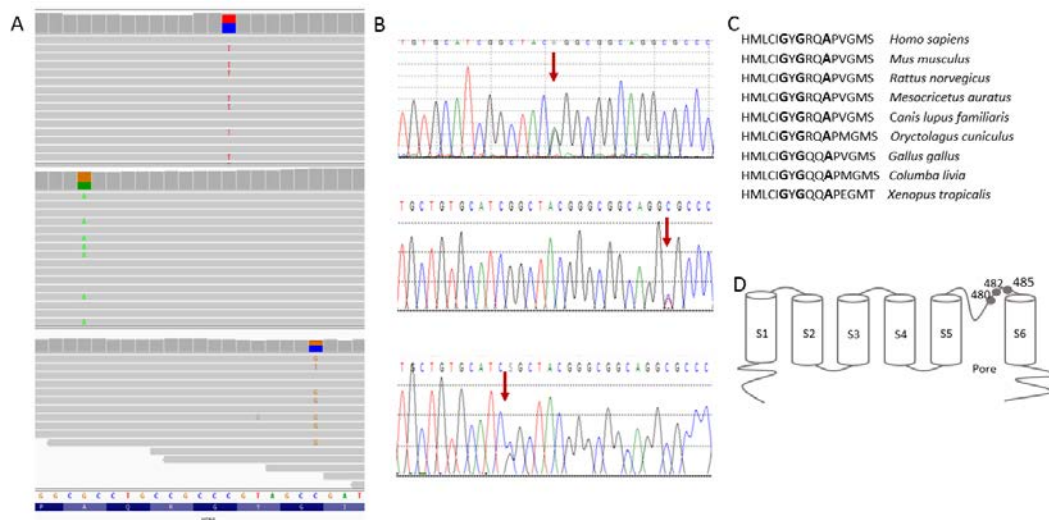 A
B
C
D
T G T G C A T C G G C T A C G G C G G C A G G C G C C C
T G C T G T G C A T C G G C T A C G G G C G G C A G G C G C C C
T G C T G T G C A T C S G C T A C G G G C G G C A G G C G C C C
G G C G C C T G C C G C C C G T A G C C G A T
P A Q R G Y G I
HMLCIGYGRQAPVGMS Homo sapiens
HMLCIGYGRQAPVGMS Mus musculus
HMLCIGYGRQAPVGMS Rattus norvegicus
HMLCIGYGRQAPVGMS Mesocricetus auratus
HMLCIGYGRQAPVGMS Canis lupus familiaris
HMLCIGYGRQAPMGMS Oryctolagus cuniculus
HMLCIGYGQQAPVGMS Gallus gallus
HMLCIGYGQQAPMGMS Columba livia
HMLCIGYGQQAPEGMT Xenopus tropicalis
480 482 485
S1 S2 S3 S4 S5 S6
Pore